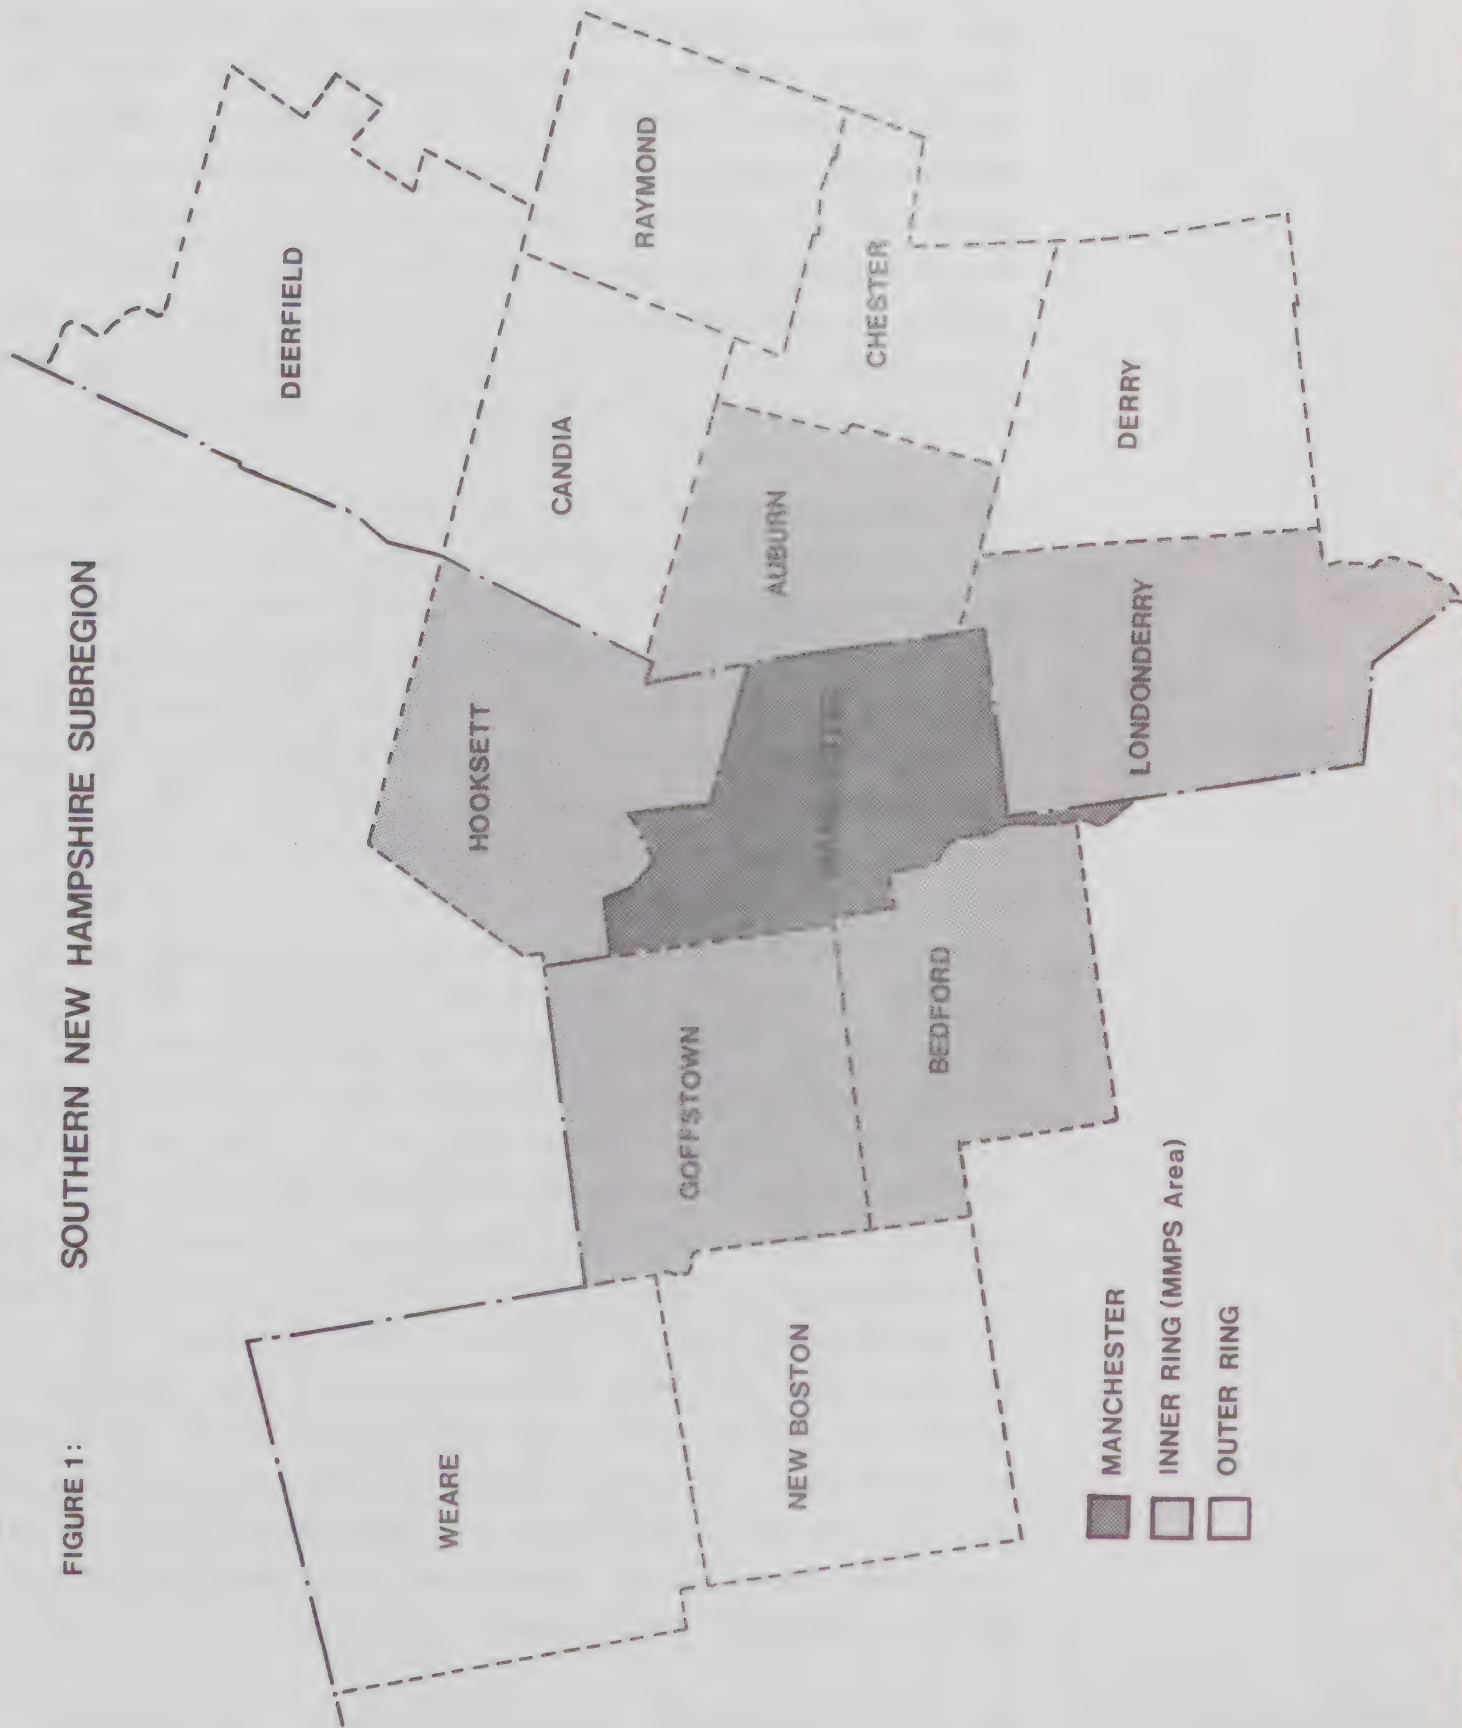 FIGURE 1: SOUTHERN NEW HAMPSHIRE SUBREGION
DEERFIELD
WEARE
HOOKSETT
CANDIA
RAYMOND
GOFFSTOWN
AUBURN
NEW BOSTON
CHESTER
BEDFORD
LONDONDERRY
DERRY
MANCHESTER
INNER RING (MMPS Area)
OUTER RING